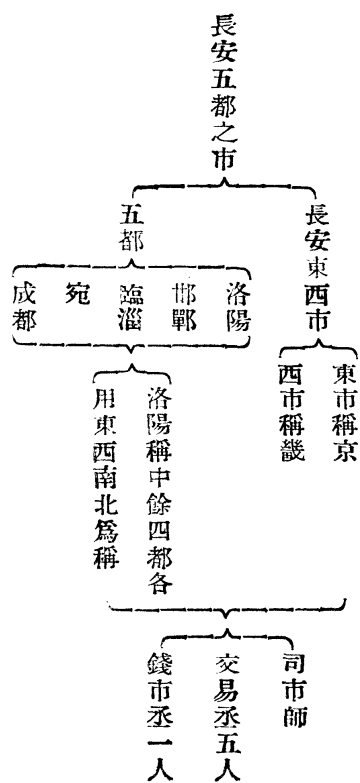 長安五都之市
長安東西市
東市稱京
西市稱畿
五都
洛陽
邯鄲
臨淄
宛
成都
洛陽稱中餘四都各
用東西南北爲稱
司市師
交易丞五人
錢市丞一人